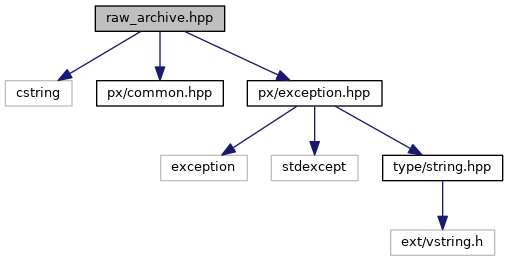 raw_archive.hpp
cstring
px/common.hpp
px/exception.hpp
exception
stdexcept
type/string.hpp
ext/vstring.h